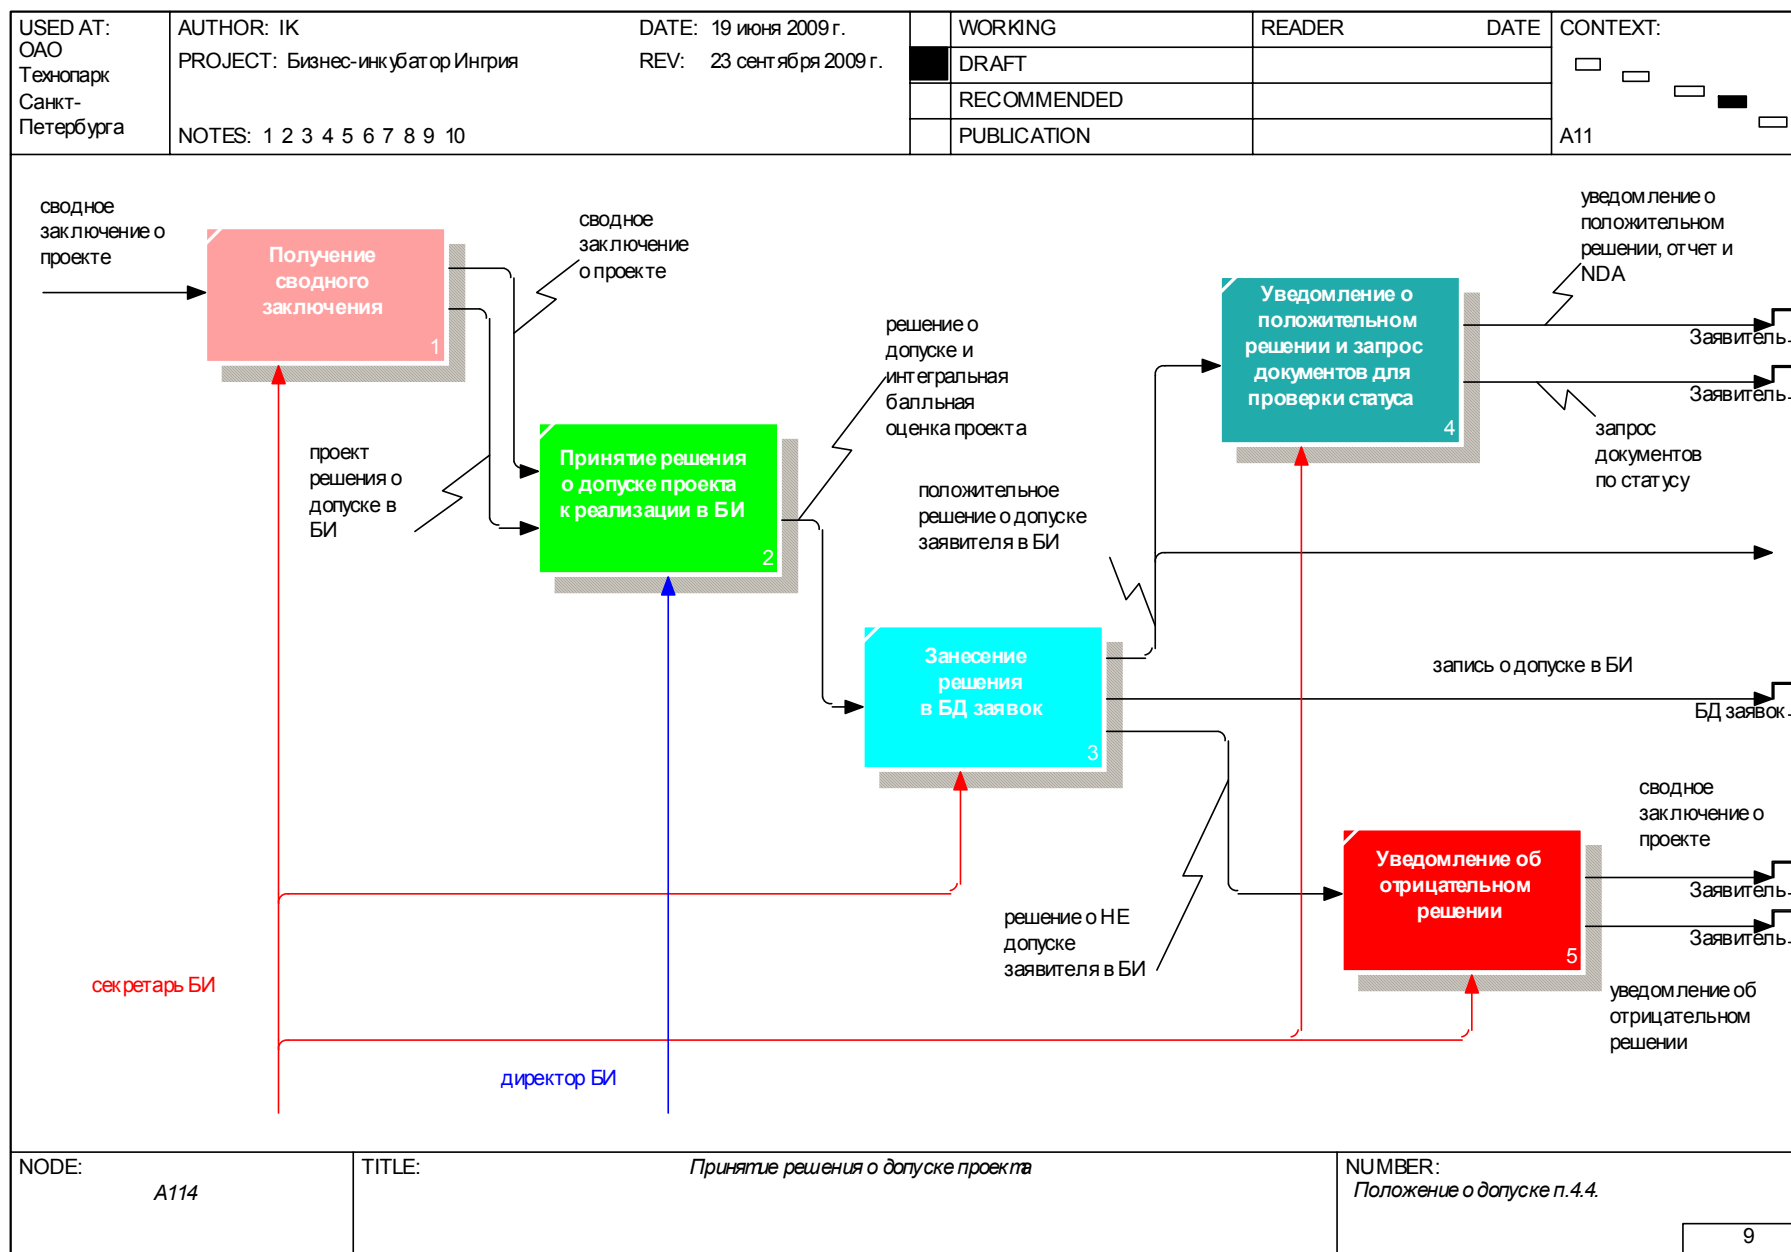 USED AT:
ОАО
Технопарк
Санкт-
Петербурга
AUTHOR: IK
DATE: 19 июня 2009 г.
PROJECT: Бизнес-инкубатор Ингрия
REV: 23 сентября 2009 г.
NOTES: 1 2 3 4 5 6 7 8 9 10
WORKING
DRAFT
RECOMMENDED
PUBLICATION
READER DATE
CONTEXT:
A11
сводное
заключение о
проекте
Получение
сводного
заключения
1
сводное
заключение
о проекте
проект
решения о
допуске в
БИ
Принятие решения
о допуске проекта
к реализации в БИ
2
решение о
допуске и
интегральная
балльная
оценка проекта
положительное
решение о допуске
заявителя в БИ
Занесение
решения
в БД заявок
3
Уведомление о
положительном
решении и запрос
документов для
проверки статуса
4
уведомление о
положительном
решении, отчет и
NDA
Заявитель
Заявитель
запрос
документов
по статусу
запись о допуске в БИ
БД заявок
решение о НЕ
допуске
заявителя в БИ
Уведомление об
отрицательном
решении
5
сводное
заключение о
проекте
Заявитель
Заявитель
уведомление об
отрицательном
решении
секретарь БИ
директор БИ
NODE:
A114
TITLE:
Принятие решения о допуске проекта
NUMBER:
Положение о допуске п.4.4.
9